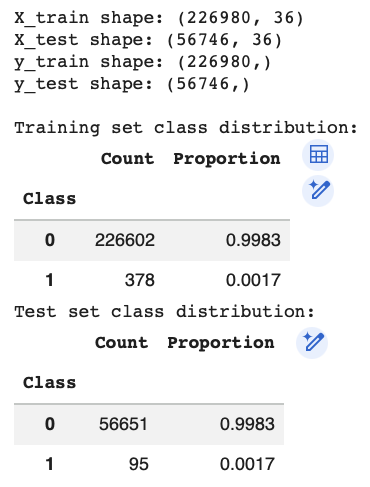 X_train shape: (226980, 36)
X_test shape: (56746, 36)
y_train shape: (226980,)
y_test shape: (56746,)
Training set class distribution:
Count Proportion
Class
0 226602 0.9983
1 378 0.0017
Test set class distribution:
Count Proportion
Class
0 56651 0.9983
1 95 0.0017